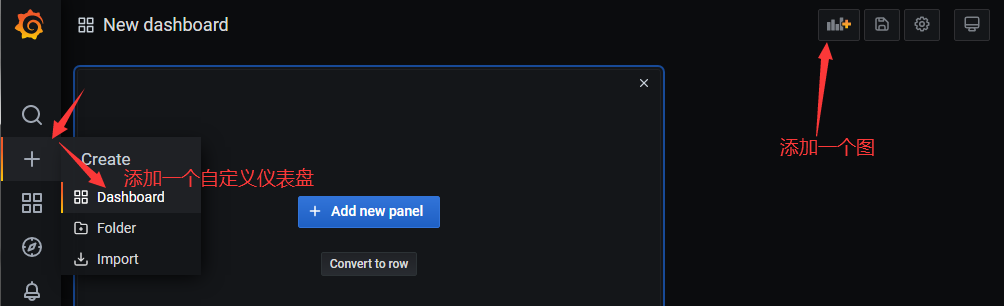 New dashboard
添加一个图
Create
添加一个自定义仪表盘
Dashboard
Add new panel
Folder
Import
Convert to row